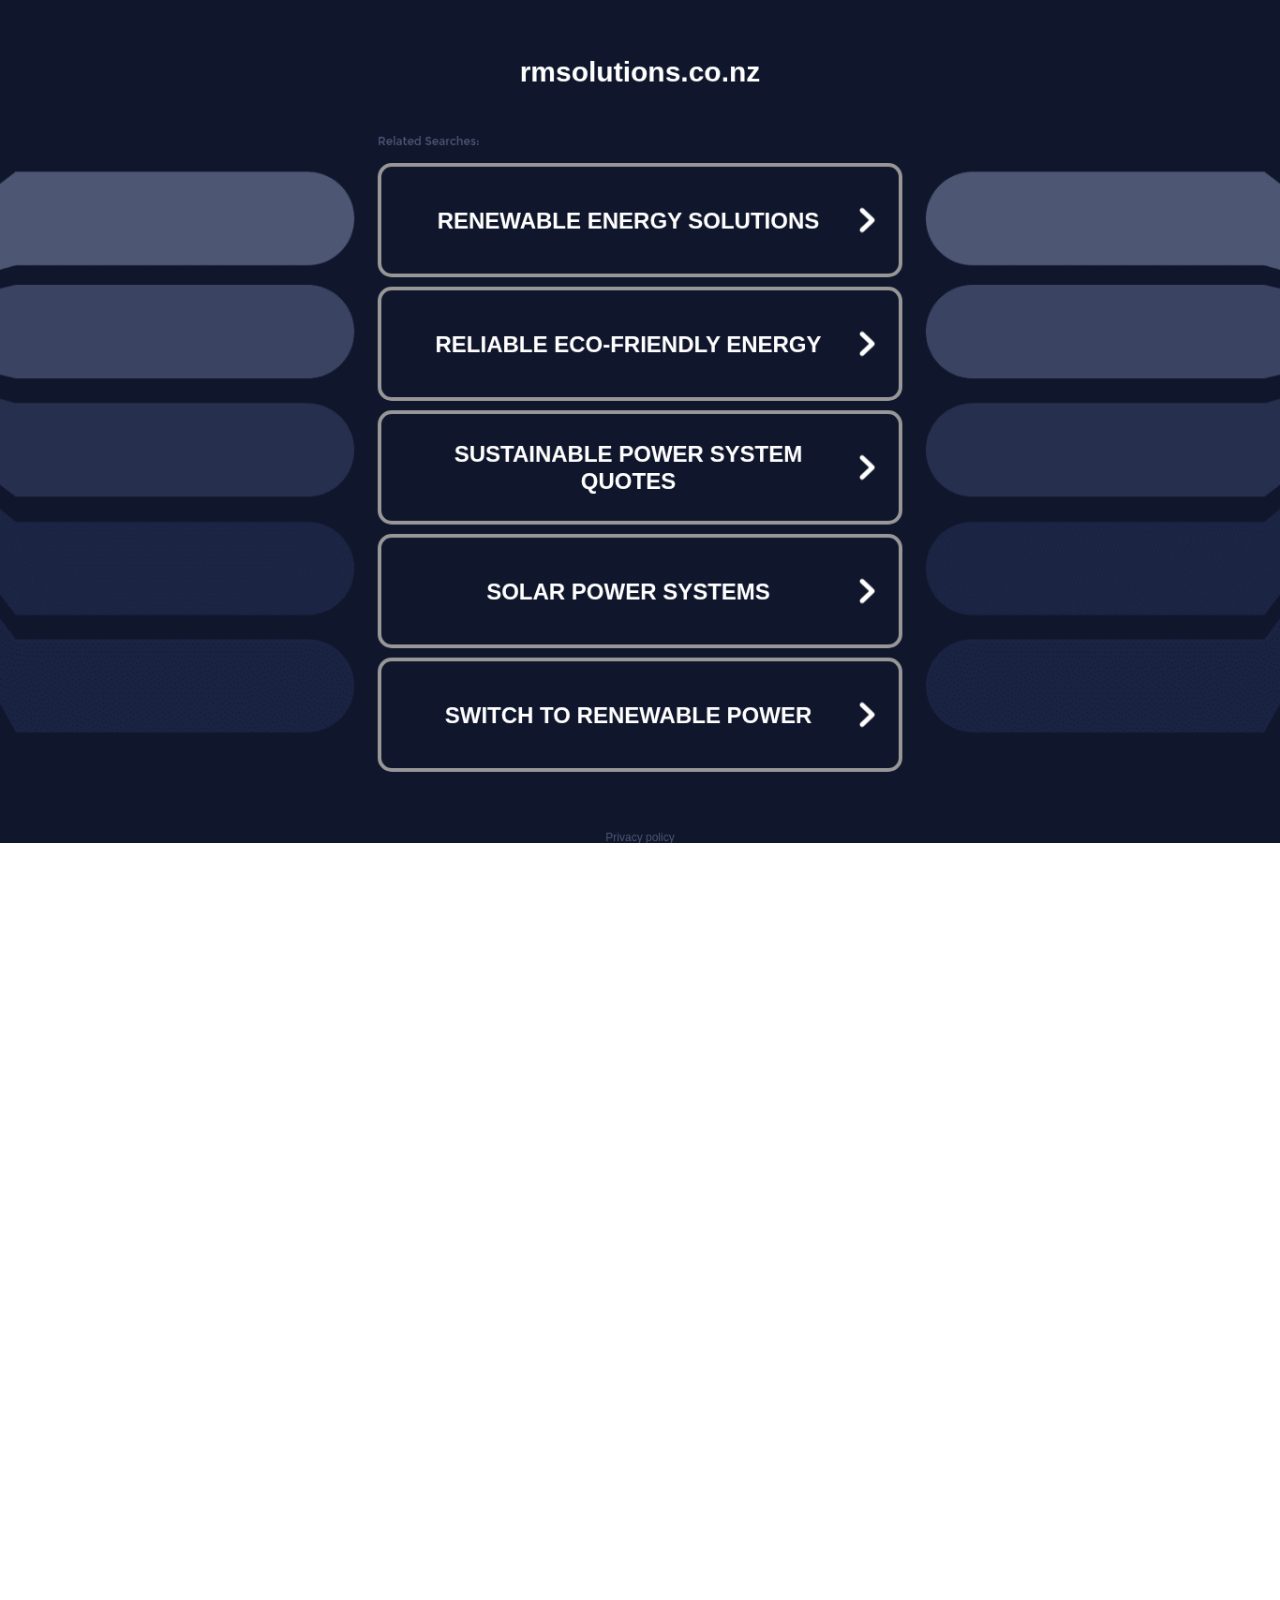 rmsolutions.co.nz
Related Searches:
RENEWABLE ENERGY SOLUTIONS
RELIABLE ECO-FRIENDLY ENERGY
SUSTAINABLE POWER SYSTEM
QUOTES
SOLAR POWER SYSTEMS
SWITCH TO RENEWABLE POWER
Privacy policy